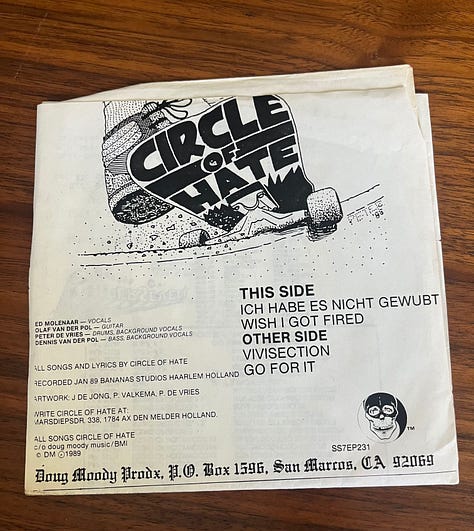 CIRCLE
OF
HATE
PETE
89
THIS SIDE
ICH HABE ES NICHT GEWUBT
WISH I GOT FIRED
OTHER SIDE
VIVISECTION
GO FOR IT
ED MOLENAAR — VOCALS
OLAF VAN DER POL — GUITAR
PETER DE VRIES — DRUMS, BACKGROUND VOCALS
DENNIS VAN DER POL — BASS, BACKGROUND VOCALS
ALL SONGS AND LYRICS BY CIRCLE OF HATE
RECORDED JAN 89 BANANAS STUDIOS HAARLEM HOLLAND
ARTWORK: J DE JONG, P. VALKEMA, P. DE VRIES
WRITE CIRCLE OF HATE AT:
MARSDIEPSDR. 338, 1784 AX DEN MELDER HOLLAND.
ALL SONGS CIRCLE OF HATE
c/o doug moody music/BMI
© DM ℗1989
TM
SS7EP231
Doug Moody Prodx, P.O. Box 1596, San Marcos, CA 92069